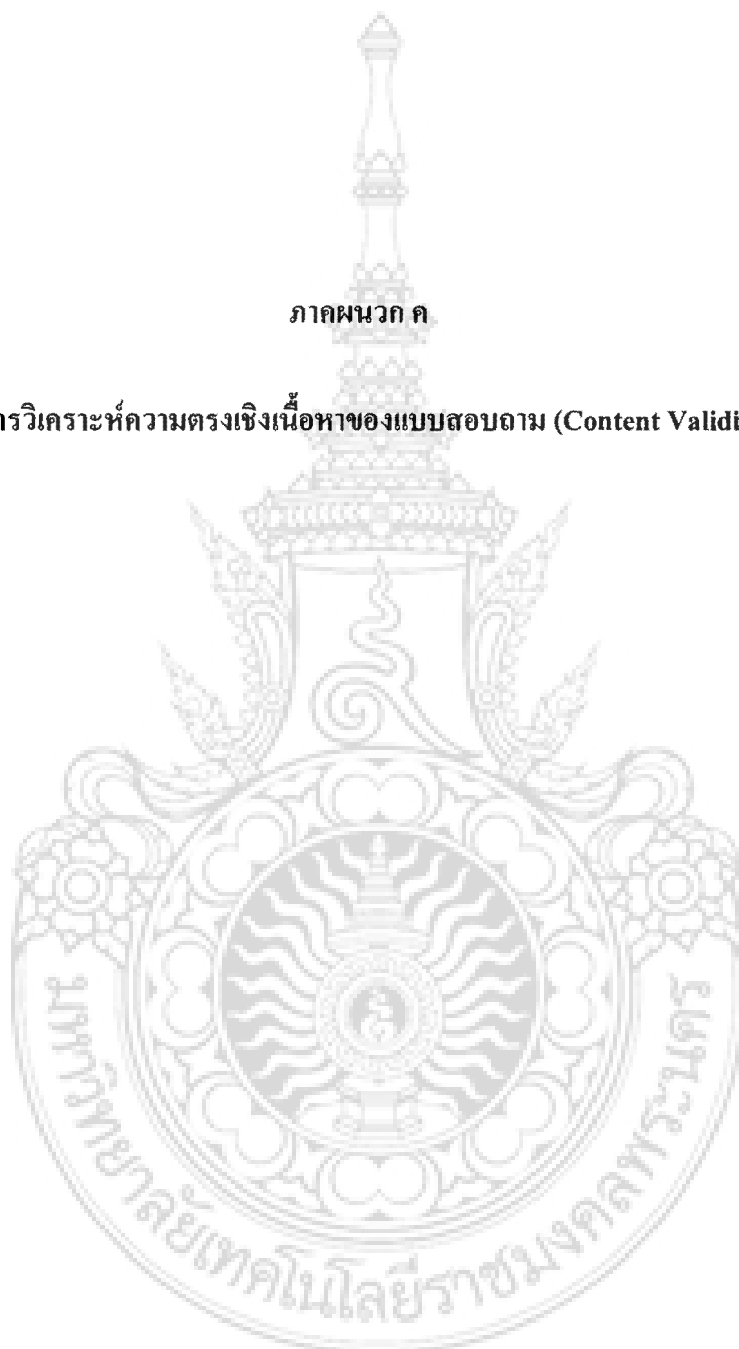 ภาคผนวก ค
วิเคราะห์ความตรงเชิงเนื้อหาของแบบสอบถาม (Content
มหาวิทยาลัยเทคโนโลยีราชมงคลพระนคร